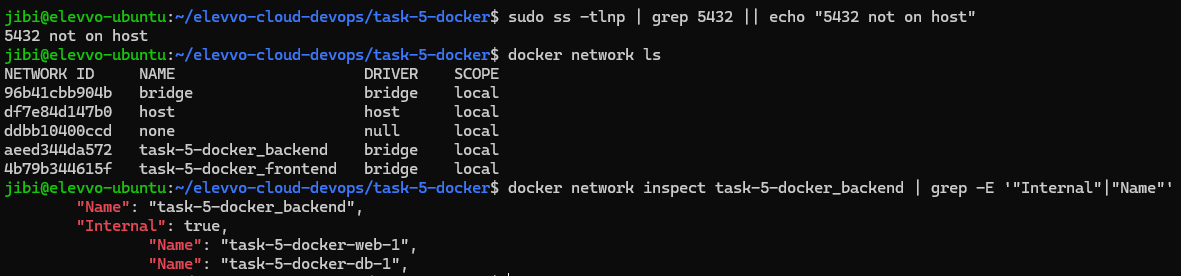 jibi@elevvo-ubuntu:~/elevvo-cloud-devops/task-5-docker$ sudo ss -tlnp | grep 5432 || echo "5432 not on host"
5432 not on host
jibi@elevvo-ubuntu:~/elevvo-cloud-devops/task-5-docker$ docker network ls
NETWORK ID     NAME                     DRIVER    SCOPE
96b41cbb904b   bridge                   bridge    local
df7e84d147b0   host                     host      local
ddbb10400ccd   none                     null      local
aeed344da572   task-5-docker_backend    bridge    local
4b79b344615f   task-5-docker_frontend   bridge    local
jibi@elevvo-ubuntu:~/elevvo-cloud-devops/task-5-docker$ docker network inspect task-5-docker_backend | grep -E '"Internal"|"Name"'
        "Name": "task-5-docker_backend",
        "Internal": true,
                "Name": "task-5-docker-web-1",
                "Name": "task-5-docker-db-1",